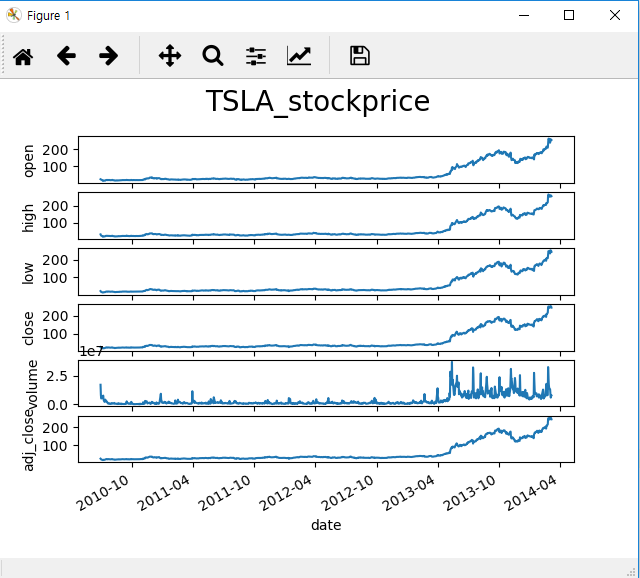 Figure 1
TSLA_stockprice
open
200
100
high
200
100
low
200
100
close
200
100
1e7
volume
2.5
0.0
adj_close
200
100
2010-10
2011-04
2011-10
2012-04
2012-10
2013-04
2013-10
2014-04
date